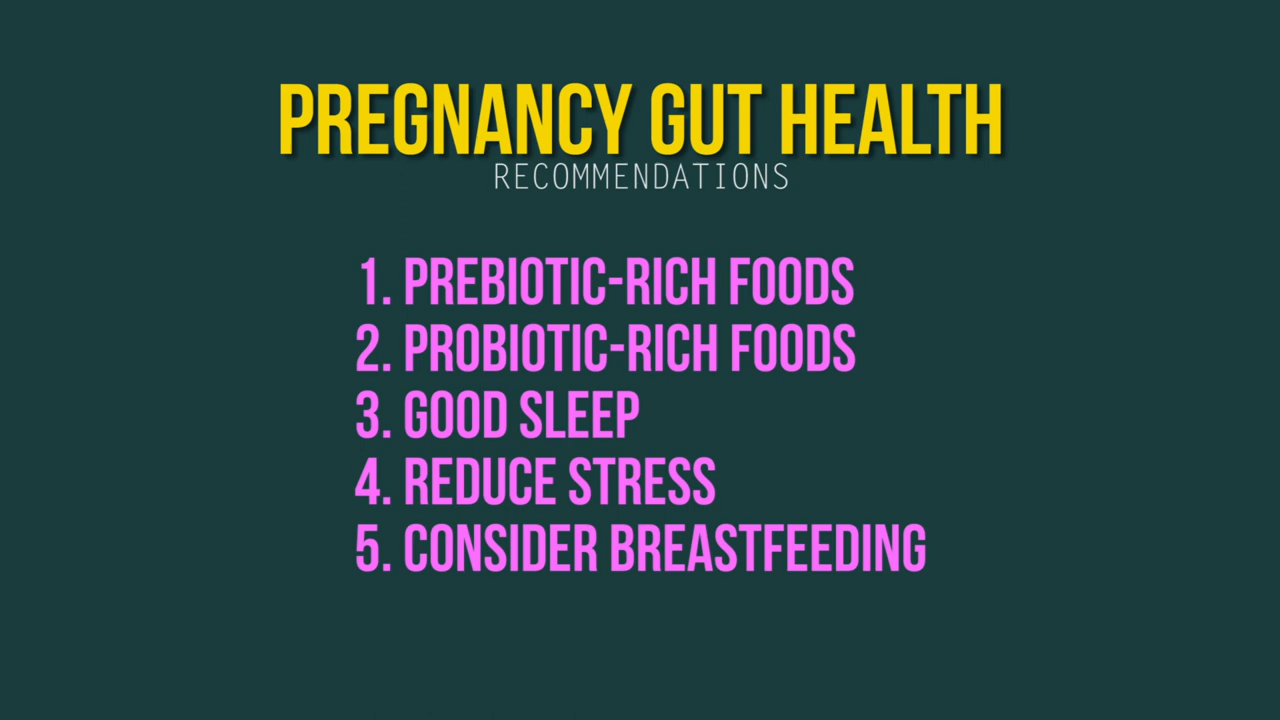 PREGNANCY GUT HEALTH
RECOMMENDATIONS
1. PREBIOTIC-RICH FOODS
2. PROBIOTIC-RICH FOODS
3. GOOD SLEEP
4. REDUCE STRESS
5. CONSIDER BREASTFEEDING